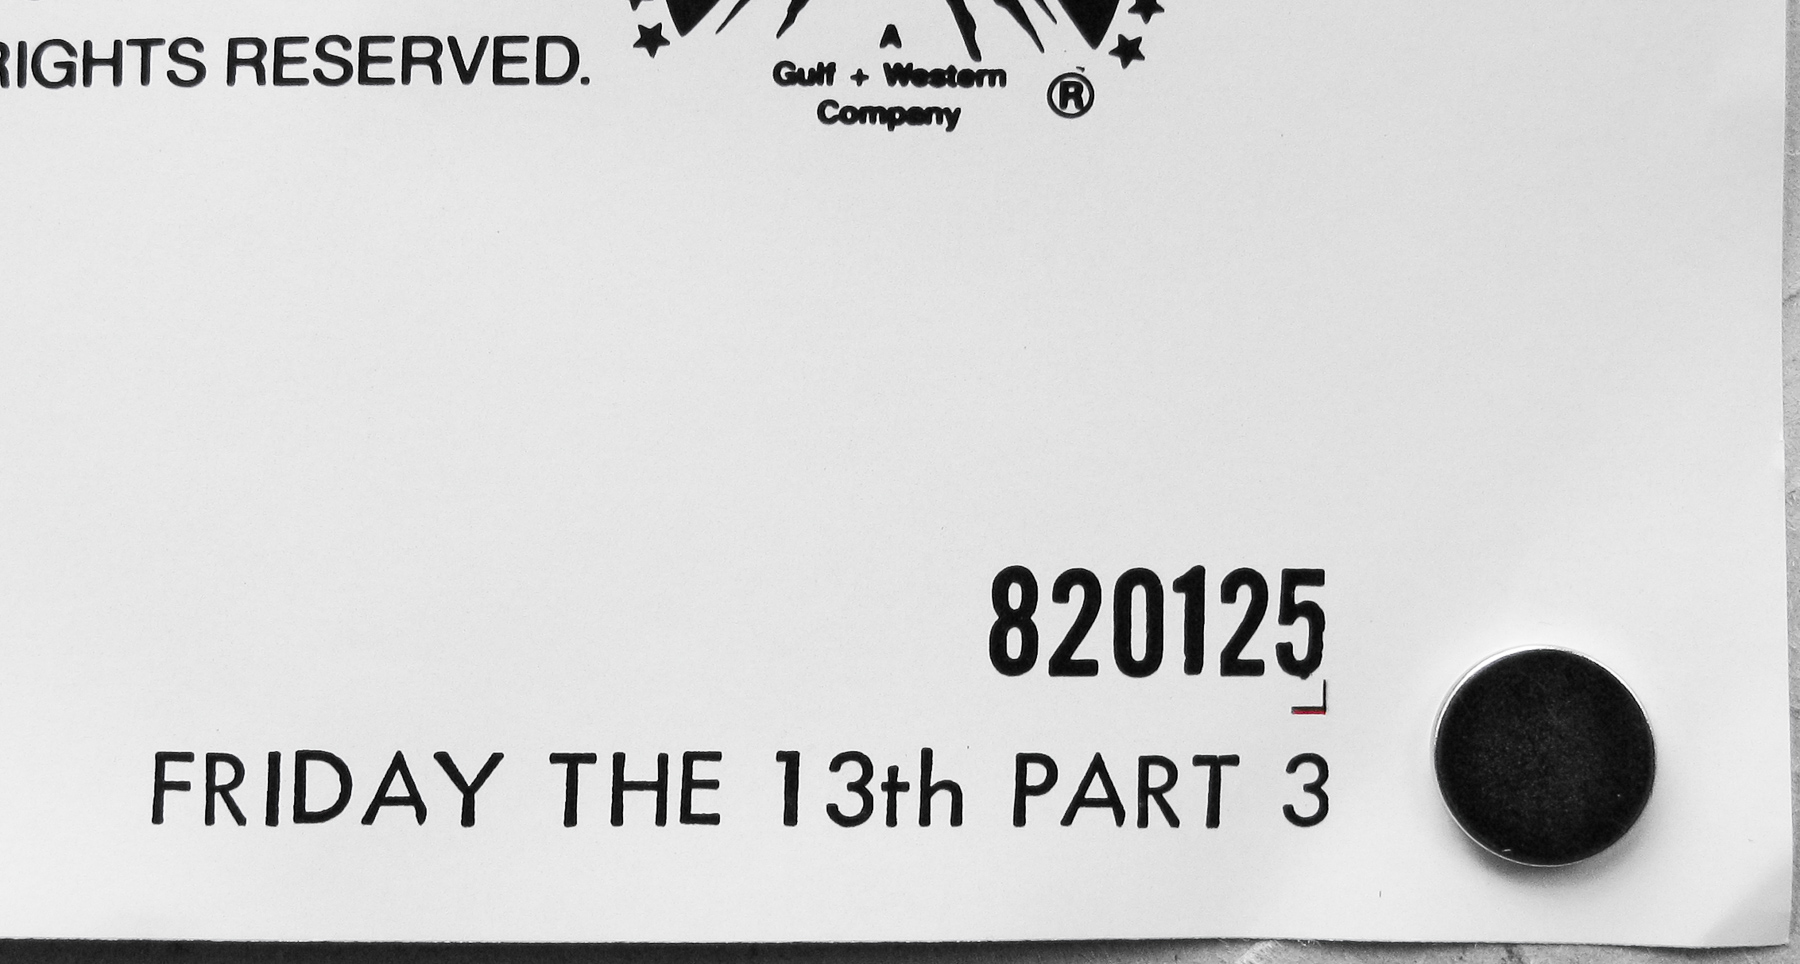 RIGHTS RESERVED.
A
Gulf + Western
Company
®
820125
FRIDAY THE 13th PART 3